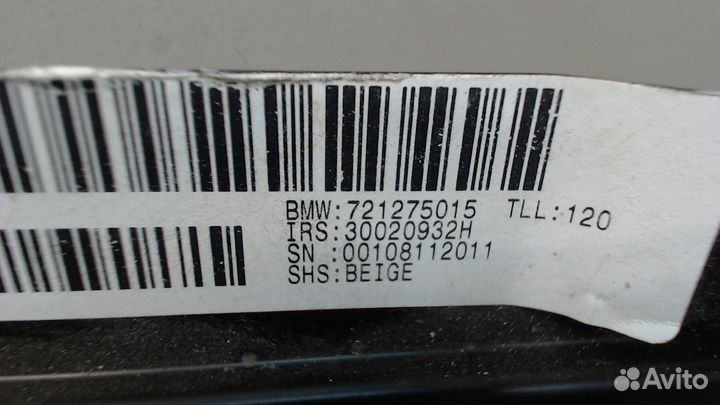 BMW:721275015 TLL:120
IRS:30020932H
SN :00108112011
SHS:BEIGE
Avito